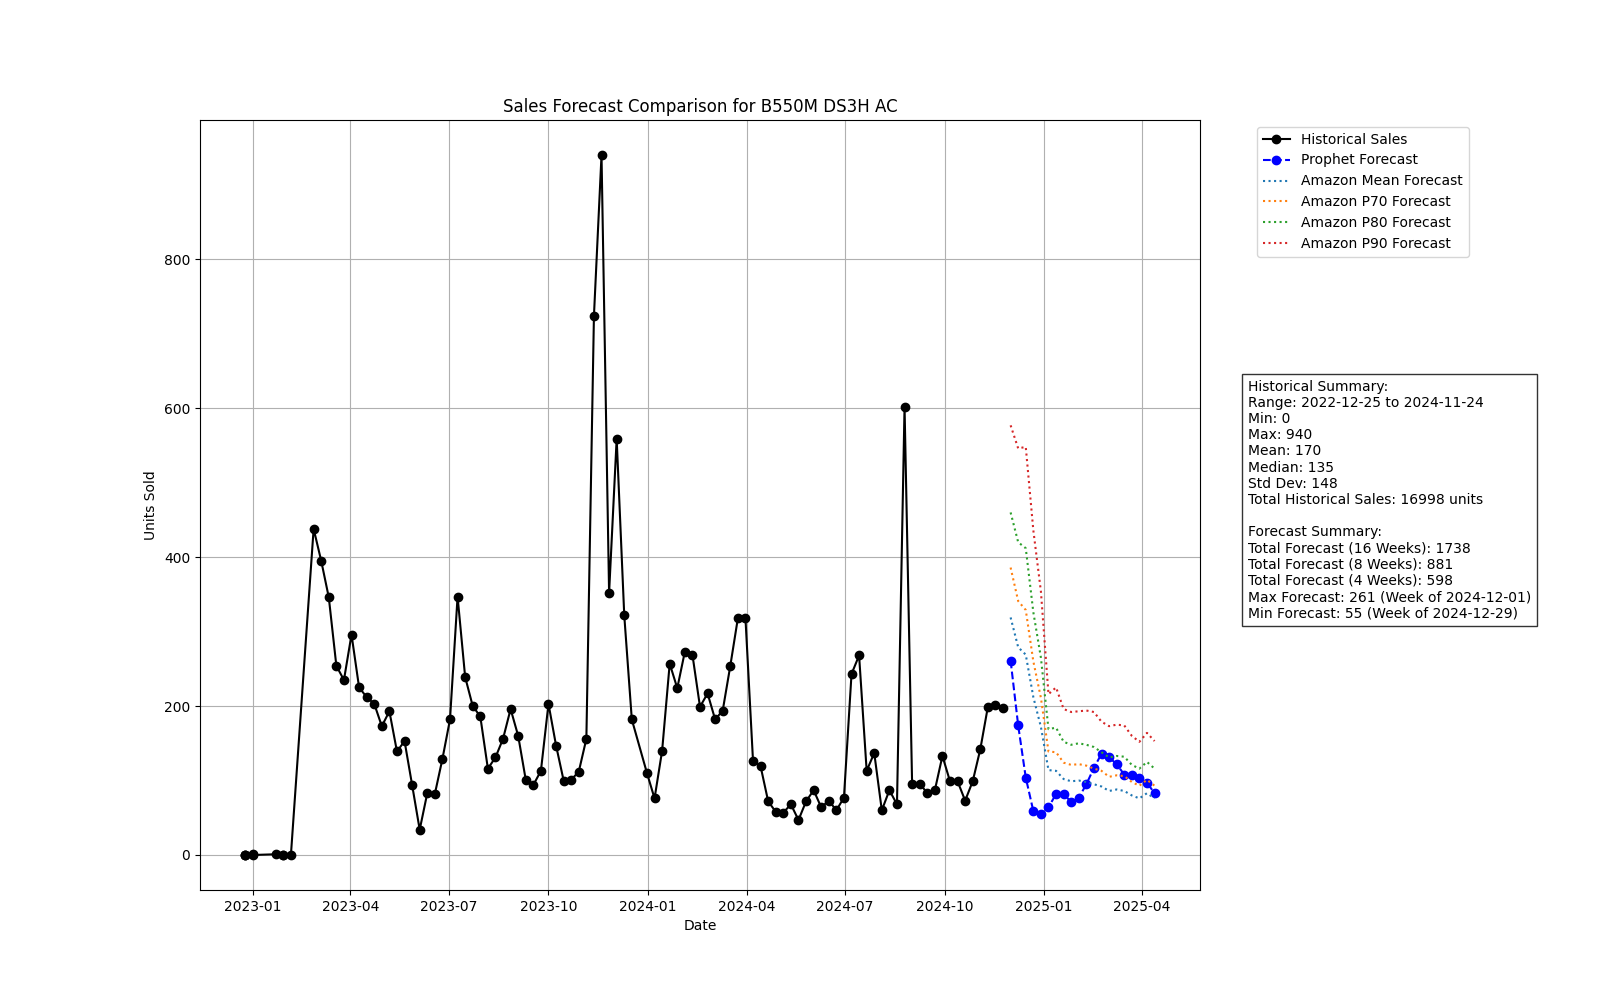 Sales Forecast Comparison for B550M DS3H AC
Historical Sales
Prophet Forecast
Amazon Mean Forecast
Amazon P70 Forecast
Amazon P80 Forecast
Amazon P90 Forecast
800
600
400
200
0
Units Sold
2023-01
2023-04
2023-07
2023-10
2024-01
2024-04
2024-07
2024-10
2025-01
2025-04
Date
Historical Summary:
Range: 2022-12-25 to 2024-11-24
Min: 0
Max: 940
Mean: 170
Median: 135
Std Dev: 148
Total Historical Sales: 16998 units
Forecast Summary:
Total Forecast (16 Weeks): 1738
Total Forecast (8 Weeks): 881
Total Forecast (4 Weeks): 598
Max Forecast: 261 (Week of 2024-12-01)
Min Forecast: 55 (Week of 2024-12-29)